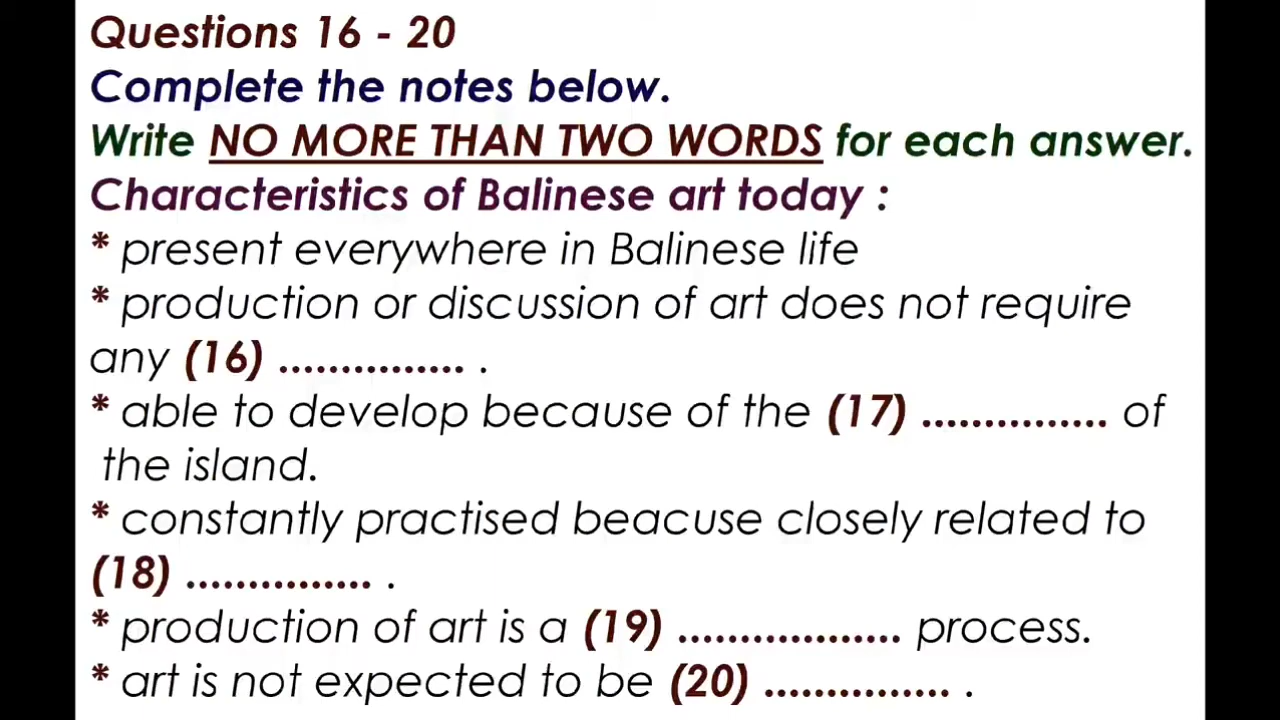 Questions 16 - 20
Complete the notes below.
Write NO MORE THAN TWO WORDS for each answer.
Characteristics of Balinese art today :
* present everywhere in Balinese life
* production or discussion of art does not require
any (16) ............... .
* able to develop because of the (17) ............... of
the island.
* constantly practised beacuse closely related to
(18) ............... .
* production of art is a (19) .................. process.
* art is not expected to be (20) ............... .